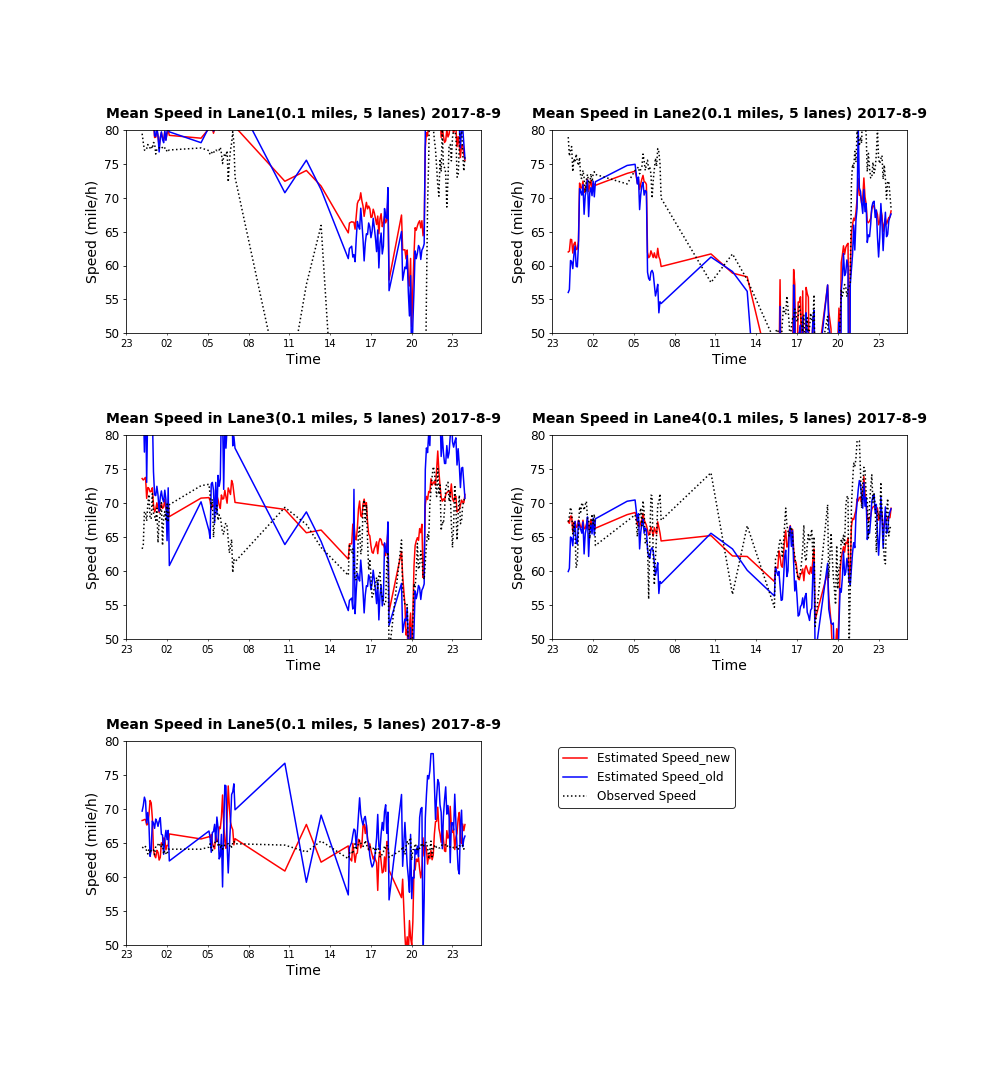 Mean Speed in Lane1(0.1 miles, 5 lanes) 2017-8-9
80
75
70
65
60
55
50
Speed (mile/h)
23 02 05 08 11 14 17 20 23
Time
Mean Speed in Lane2(0.1 miles, 5 lanes) 2017-8-9
80
75
70
65
60
55
50
Speed (mile/h)
23 02 05 08 11 14 17 20 23
Time
Mean Speed in Lane3(0.1 miles, 5 lanes) 2017-8-9
80
75
70
65
60
55
50
Speed (mile/h)
23 02 05 08 11 14 17 20 23
Time
Mean Speed in Lane4(0.1 miles, 5 lanes) 2017-8-9
80
75
70
65
60
55
50
Speed (mile/h)
23 02 05 08 11 14 17 20 23
Time
Mean Speed in Lane5(0.1 miles, 5 lanes) 2017-8-9
80
75
70
65
60
55
50
Speed (mile/h)
23 02 05 08 11 14 17 20 23
Time
Estimated Speed_new
Estimated Speed_old
Observed Speed